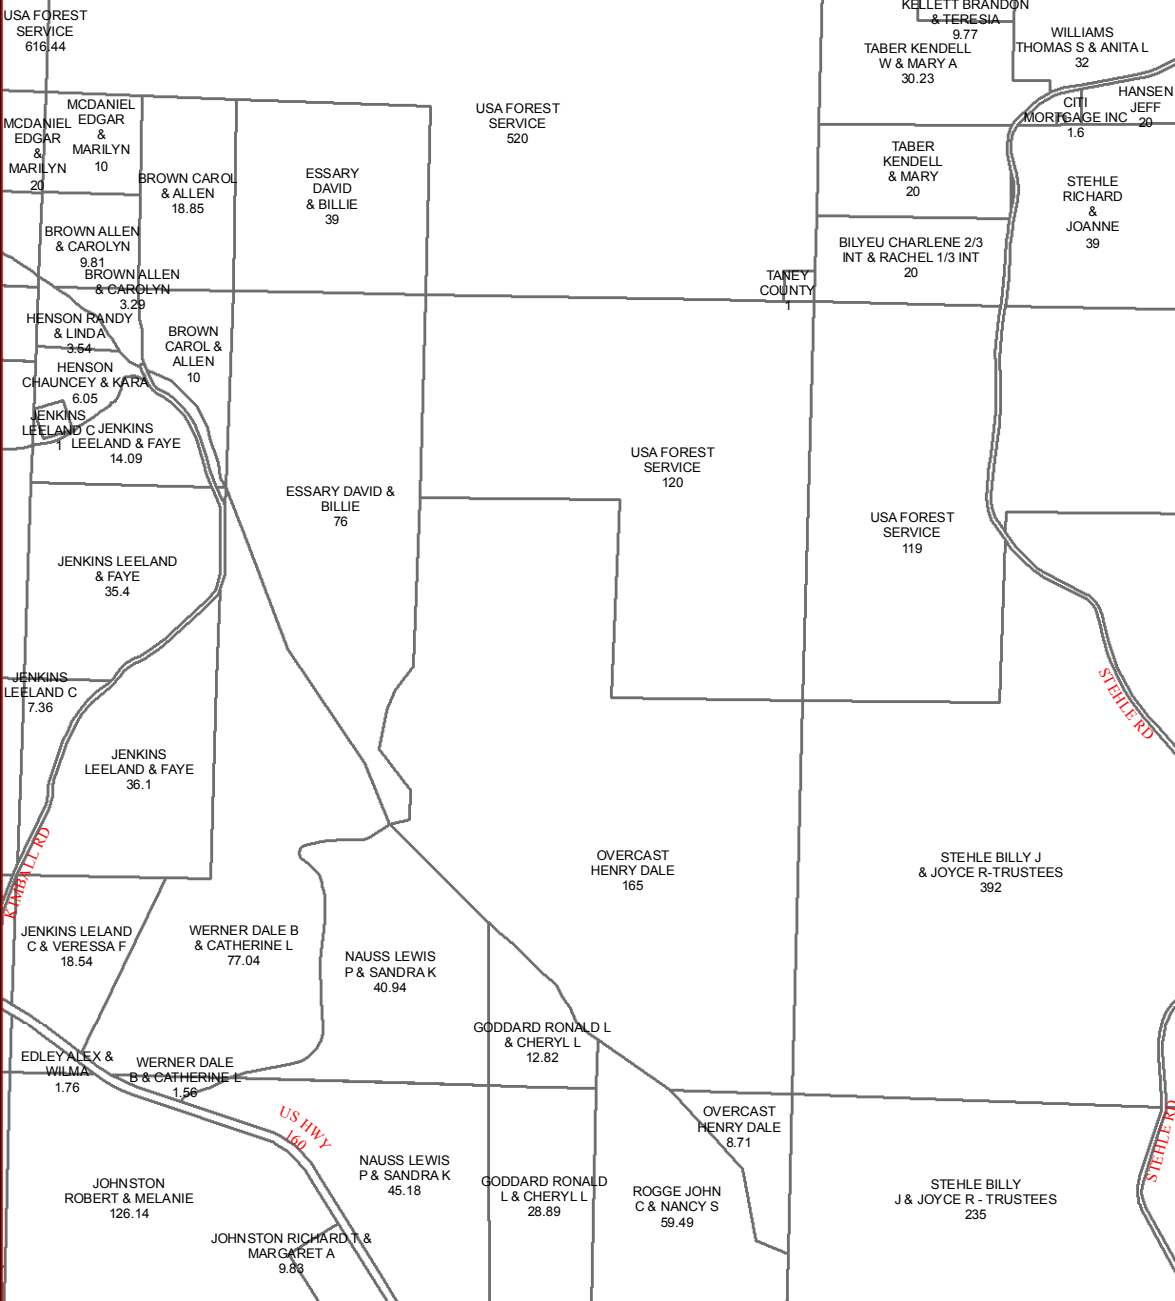 USA FOREST
SERVICE
616.44
KELLETT BRANDON
& TERESIA
9.77
TABER KENDELL
W & MARY A
30.23
WILLIAMS
THOMAS S & ANITA L
32
HANSEN
JEFF
20
CITI
MORTGAGE INC
1.6
MCDANIEL
EDGAR
&
MARILYN
20
MCDANIEL
EDGAR
&
MARILYN
10
BROWN CAROL
& ALLEN
18.85
ESSARY
DAVID
& BILLIE
39
USA FOREST
SERVICE
520
TABER
KENDELL
& MARY
20
STEHLE
RICHARD
&
JOANNE
39
BROWN ALLEN
& CAROLYN
9.81
BROWN ALLEN
& CAROLYN
3.29
BILYEU CHARLENE 2/3
INT & RACHEL 1/3 INT
20
TANEY
COUNTY
1
HENSON RANDY
& LINDA
3.54
BROWN
CAROL &
ALLEN
10
HENSON
CHAUNCEY & KARA
6.05
JENKINS
LEELAND C
1
JENKINS
LEELAND & FAYE
14.09
ESSARY DAVID &
BILLIE
76
USA FOREST
SERVICE
120
USA FOREST
SERVICE
119
JENKINS LEELAND
& FAYE
35.4
JENKINS
LEELAND C
7.36
STEHLE RD
JENKINS
LEELAND & FAYE
36.1
KIMBALL RD
OVERCAST
HENRY DALE
165
STEHLE BILLY J
& JOYCE R-TRUSTEES
392
JENKINS LELAND
C & VERESSA F
18.54
WERNER DALE B
& CATHERINE L
77.04
NAUSS LEWIS
P & SANDRA K
40.94
GODDARD RONALD L
& CHERYL L
12.82
EDLEY ALEX &
WILMA
1.76
WERNER DALE
B & CATHERINE L
1.56
US HWY
160
OVERCAST
HENRY DALE
8.71
STEHLE RD
NAUSS LEWIS
P & SANDRA K
45.18
GODDARD RONALD
L & CHERYL L
28.89
ROGGE JOHN
C & NANCY S
59.49
STEHLE BILLY
J & JOYCE R - TRUSTEES
235
JOHNSTON
ROBERT & MELANIE
126.14
JOHNSTON RICHARD T &
MARGARET A
9.83